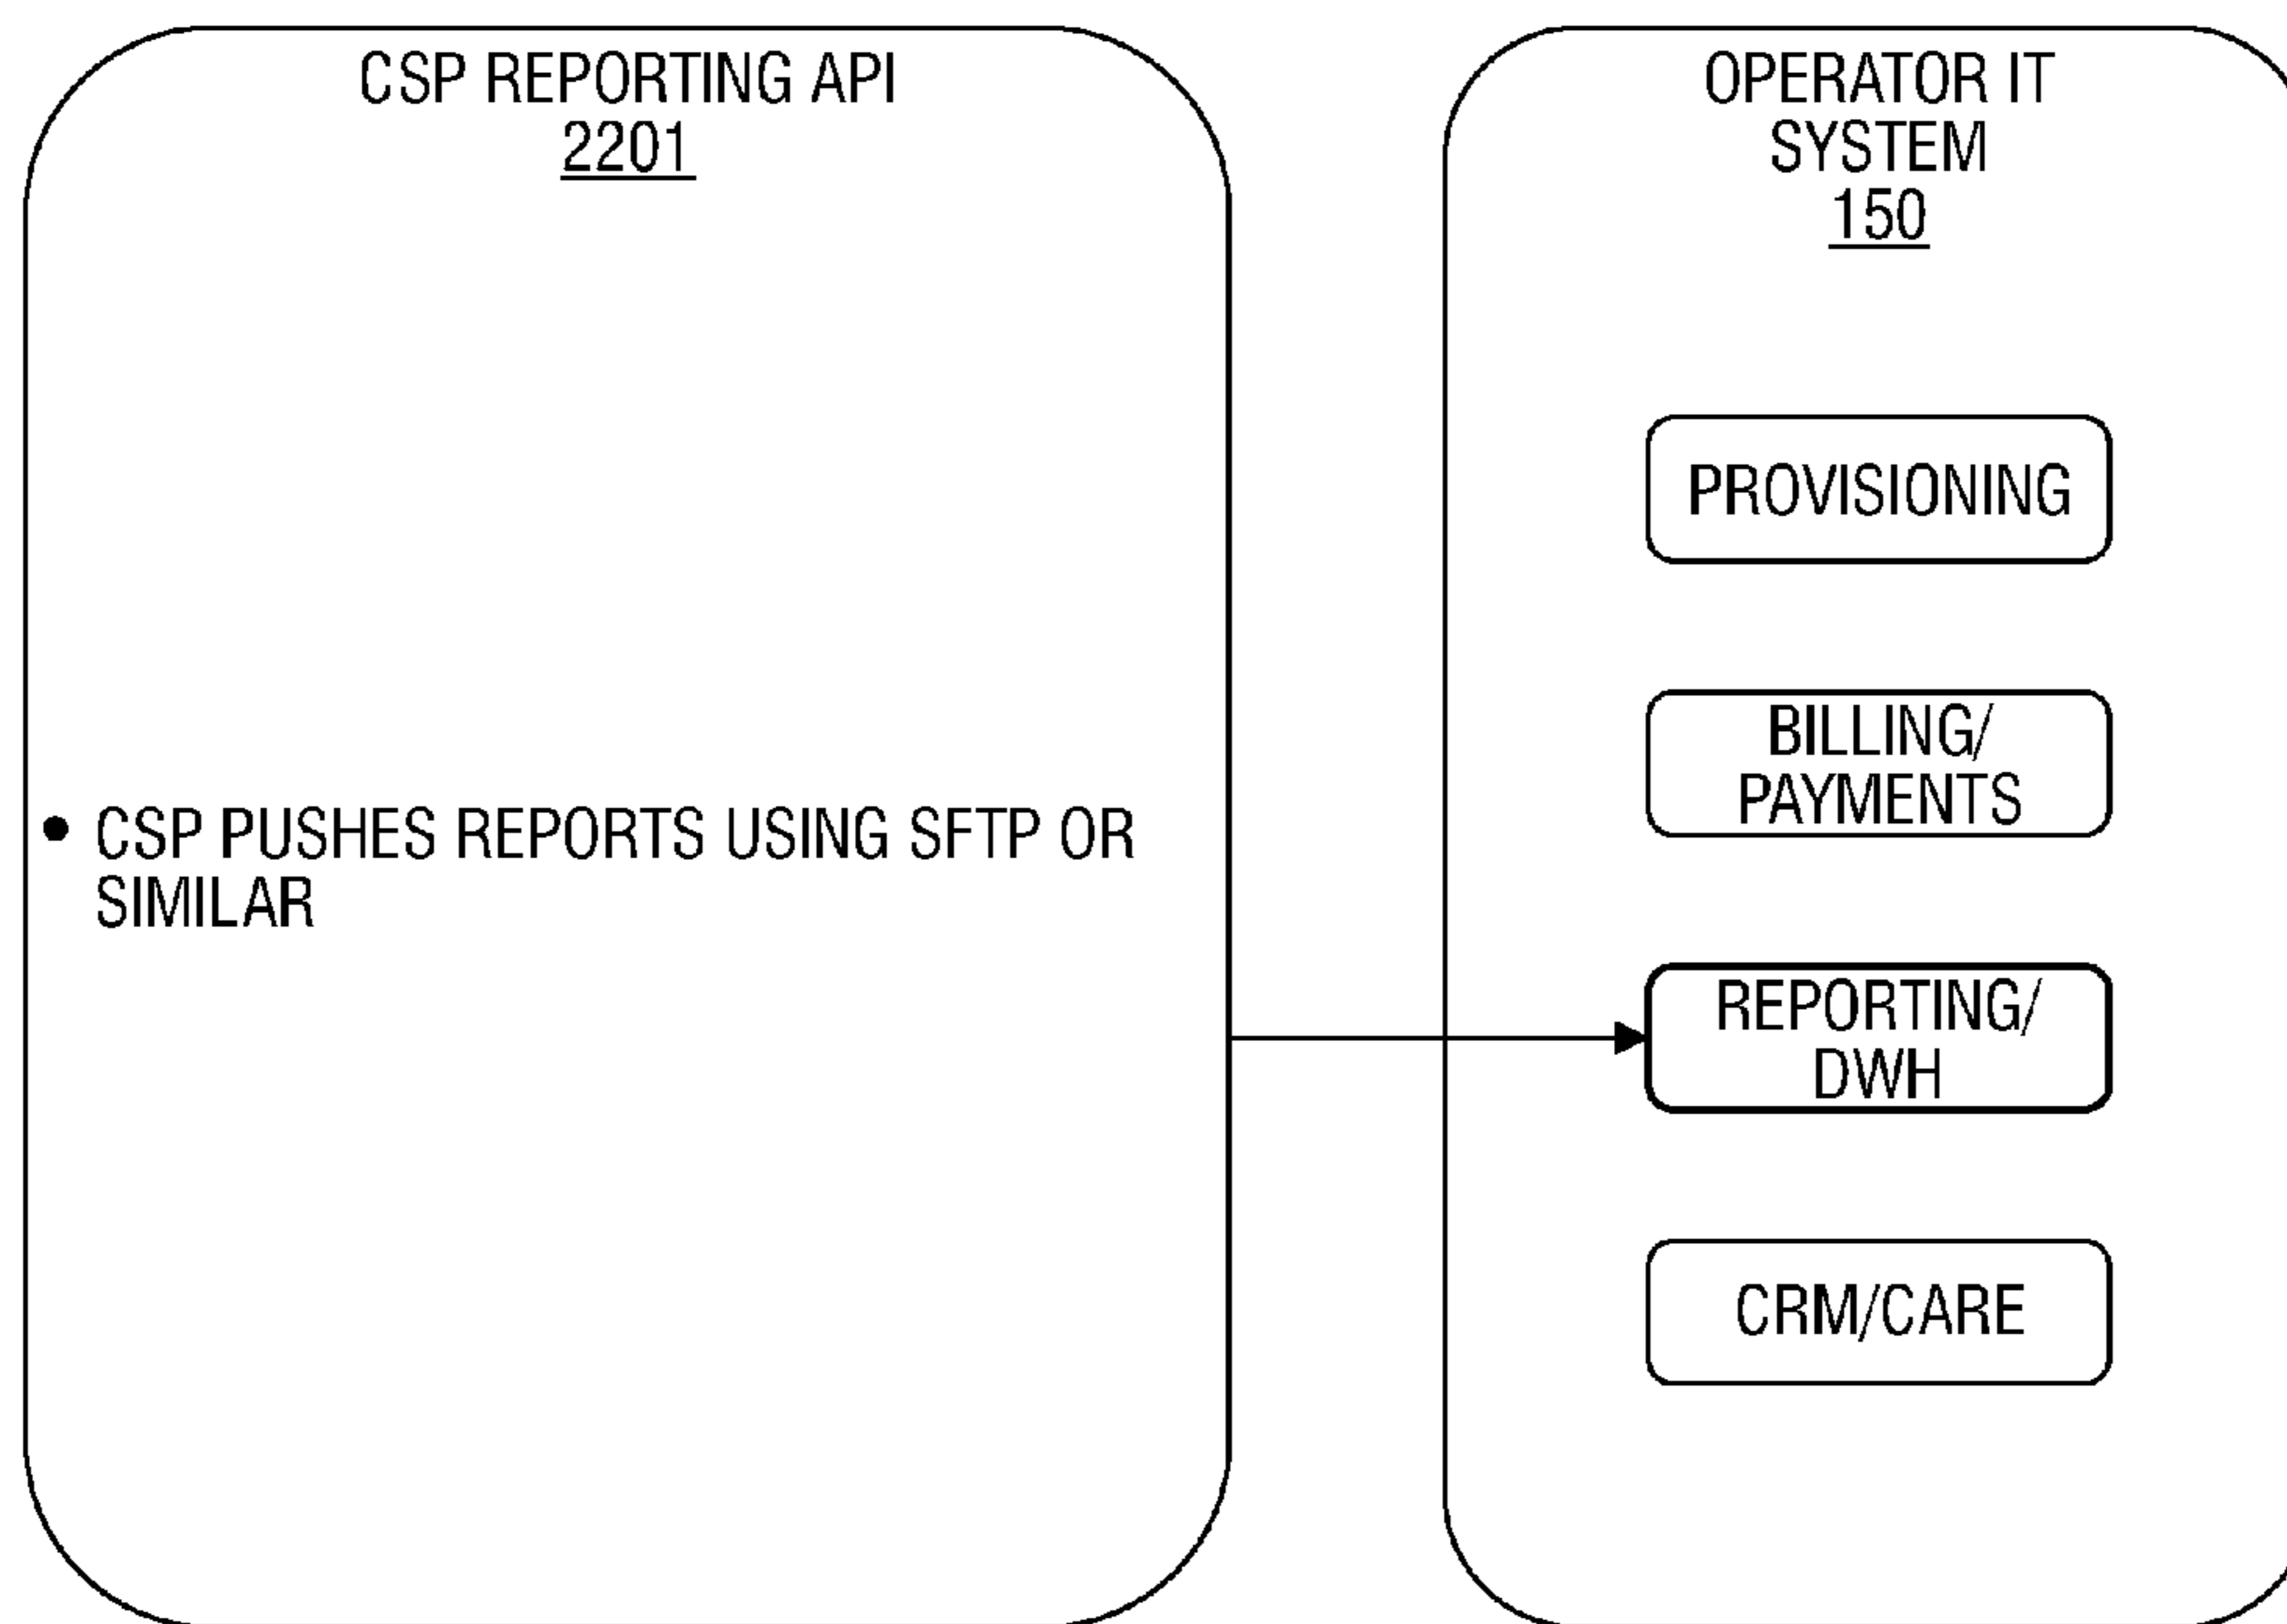 CSP REPORTING API
2201
• CSP PUSHES REPORTS USING SFTP OR
SIMILAR
OPERATOR IT
SYSTEM
150
PROVISIONING
BILLING/
PAYMENTS
REPORTING/
DWH
CRM/CARE